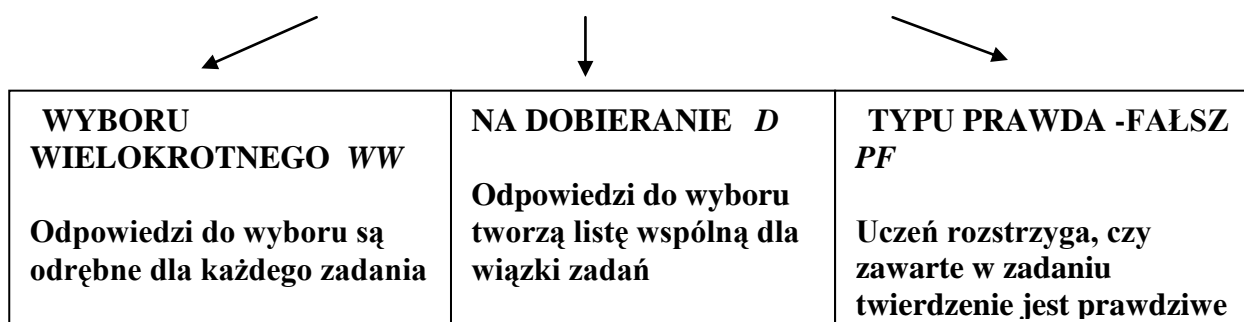 WYBORU
WIELOKROTNEGO WW
Odpowiedzi do wyboru są
odrębne dla każdego zadania
NA DOBIERANIE D
Odpowiedzi do wyboru
tworzą listę wspólną dla
wiązki zadań
TYPU PRAWDA -FAŁSZ
PF
Uczeń rozstrzyga, czy
zawarte w zadaniu
twierdzenie jest prawdziwe